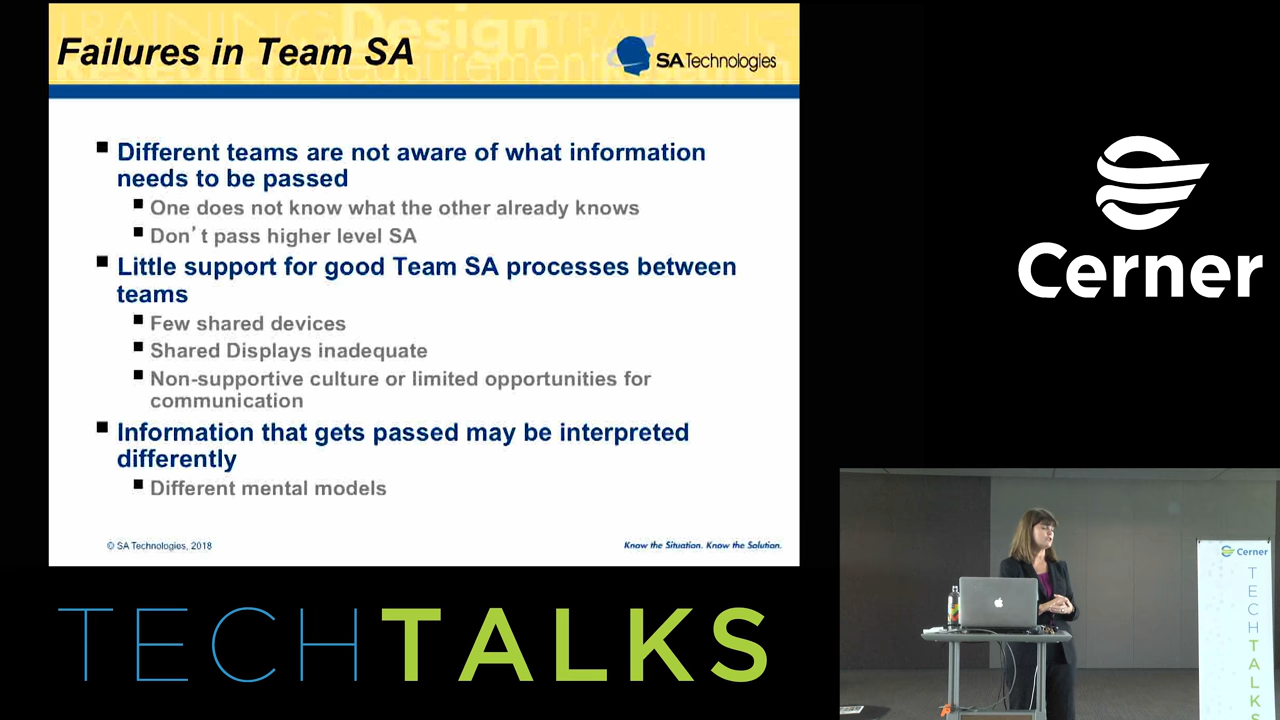 Failures in Team SA
SA Technologies
Different teams are not aware of what information
needs to be passed
One does not know what the other already knows
Don't pass higher level SA
Little support for good Team SA processes between
teams
Few shared devices
Shared Displays inadequate
Non-supportive culture or limited opportunities for
communication
Information that gets passed may be interpreted
differently
Different mental models
© SA Technologies, 2018
Know the Situation. Know the Solution.
TECHTALKS
Cerner
Cerner
TECHTALKS